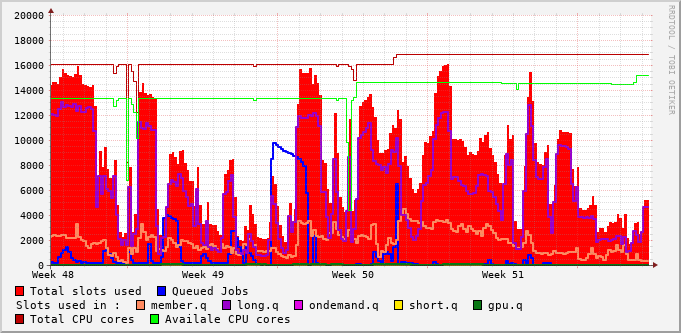 20000
18000
16000
14000
12000
10000
8000
6000
4000
2000
0
Week 48 Week 49 Week 50 Week 51
Total slots used Queued Jobs
Slots used in : member.q long.q ondemand.q short.q gpu.q
Total CPU cores Availale CPU cores
RRDTOOL / TOBI OETIKER